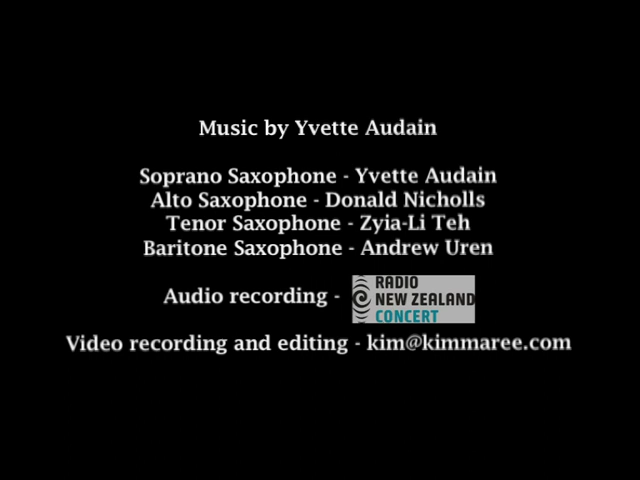 Music by Yvette Audain
Soprano Saxophone - Yvette Audain
Alto Saxophone - Donald Nicholls
Tenor Saxophone - Zyia-Li Teh
Baritone Saxophone - Andrew Uren
Audio recording - RADIO
NEW ZEALAND
CONCERT
Video recording and editing - kim@kimmaree.com